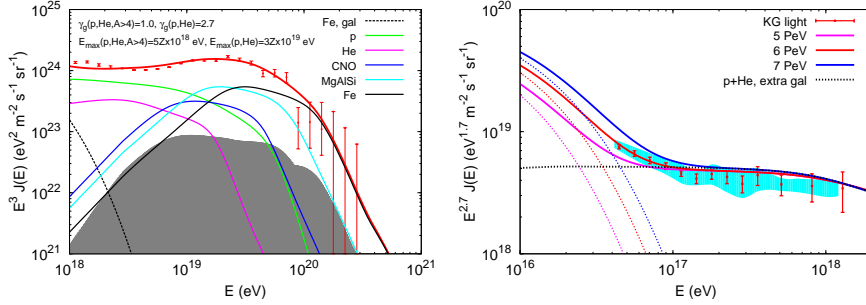 γg(p,He,A>4)=1.0, γg(p,He)=2.7
Emax(p,He,A>4)=5Zx10^18 eV, Emax(p,He)=3Zx10^19 eV
Fe, gal
p
He
CNO
MgAlSi
Fe
E^3 J(E) (eV^2 m^-2 s^-1 sr^-1)
10^25
10^24
10^23
10^22
10^21
10^18 10^19 10^20 10^21
E (eV)
KG light
5 PeV
6 PeV
7 PeV
p+He, extra gal
E^2.7 J(E) (eV^1.7 m^-2 s^-1 sr^-1)
10^20
10^19
10^18
10^16 10^17 10^18
E (eV)